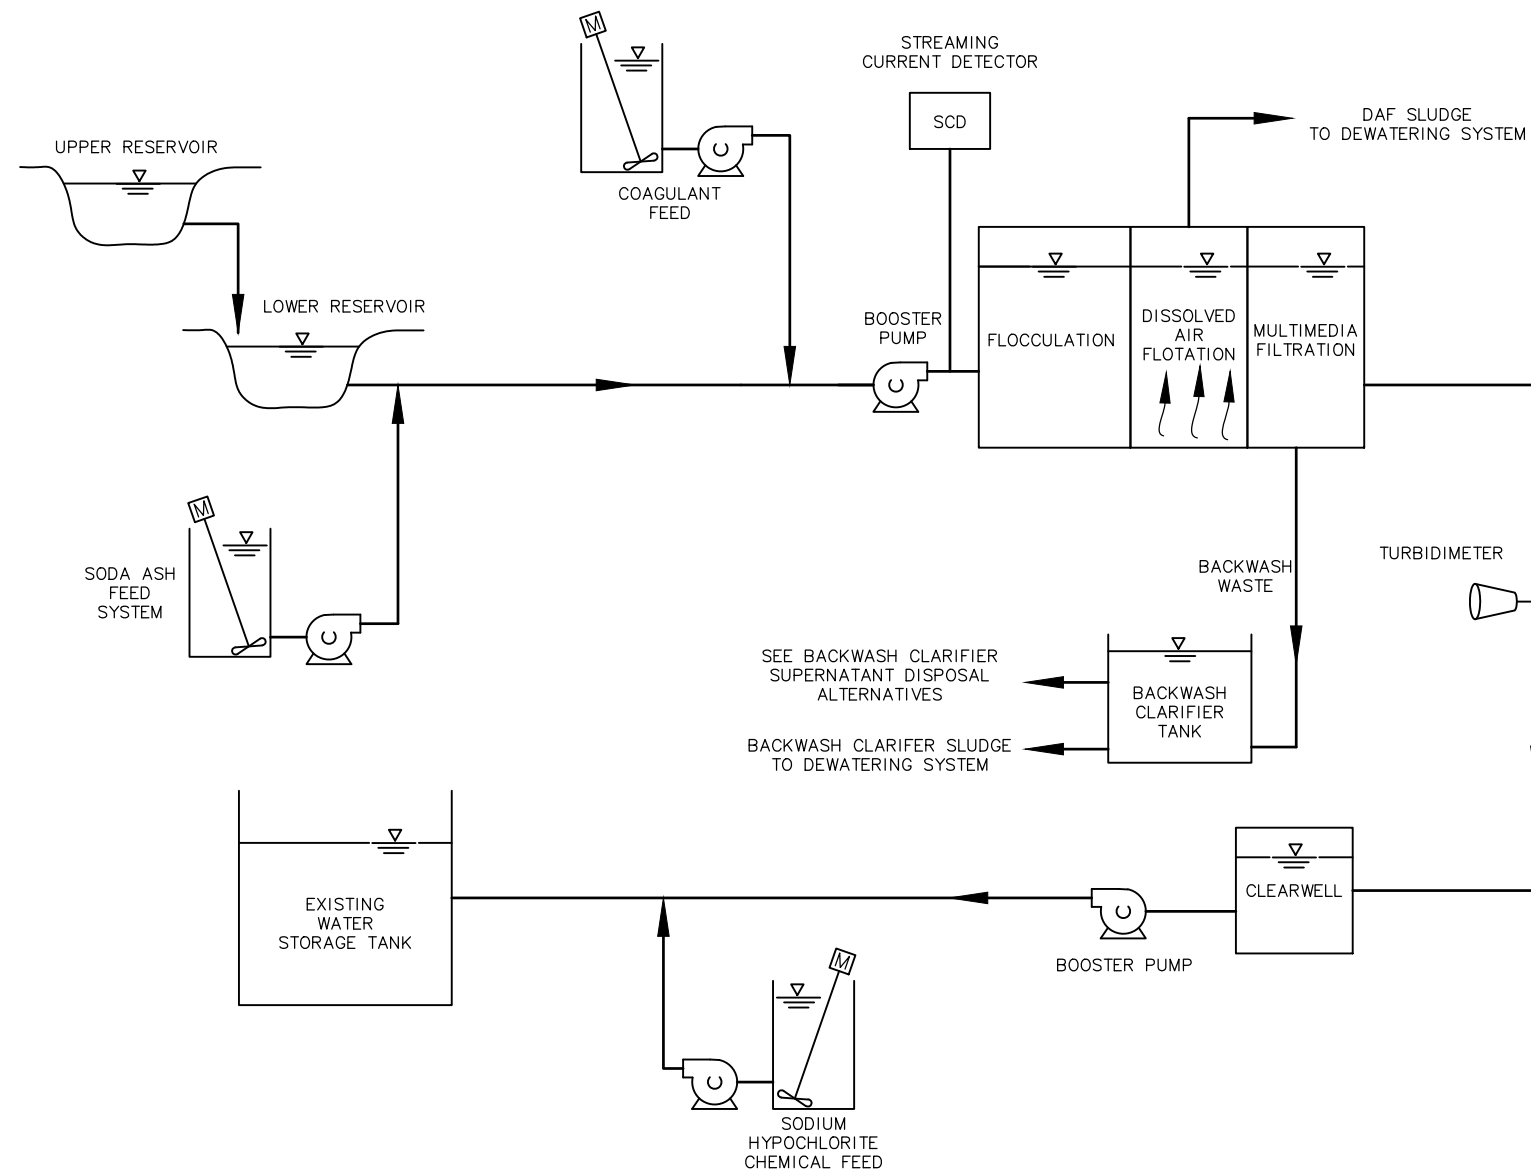 M
STREAMING
CURRENT DETECTOR
SCD
DAF SLUDGE
TO DEWATERING SYSTEM
UPPER RESERVOIR
C
COAGULANT
FEED
LOWER RESERVOIR
BOOSTER
PUMP
C
FLOCCULATION
DISSOLVED
AIR
FLOTATION
MULTIMEDIA
FILTRATION
M
SODA ASH
FEED
SYSTEM
C
BACKWASH
WASTE
TURBIDIMETER
SEE BACKWASH CLARIFIER
SUPERNATANT DISPOSAL
ALTERNATIVES
BACKWASH
CLARIFIER
TANK
BACKWASH CLARIFER SLUDGE
TO DEWATERING SYSTEM
EXISTING
WATER
STORAGE TANK
C
BOOSTER PUMP
CLEARWELL
M
C
SODIUM
HYPOCHLORITE
CHEMICAL FEED